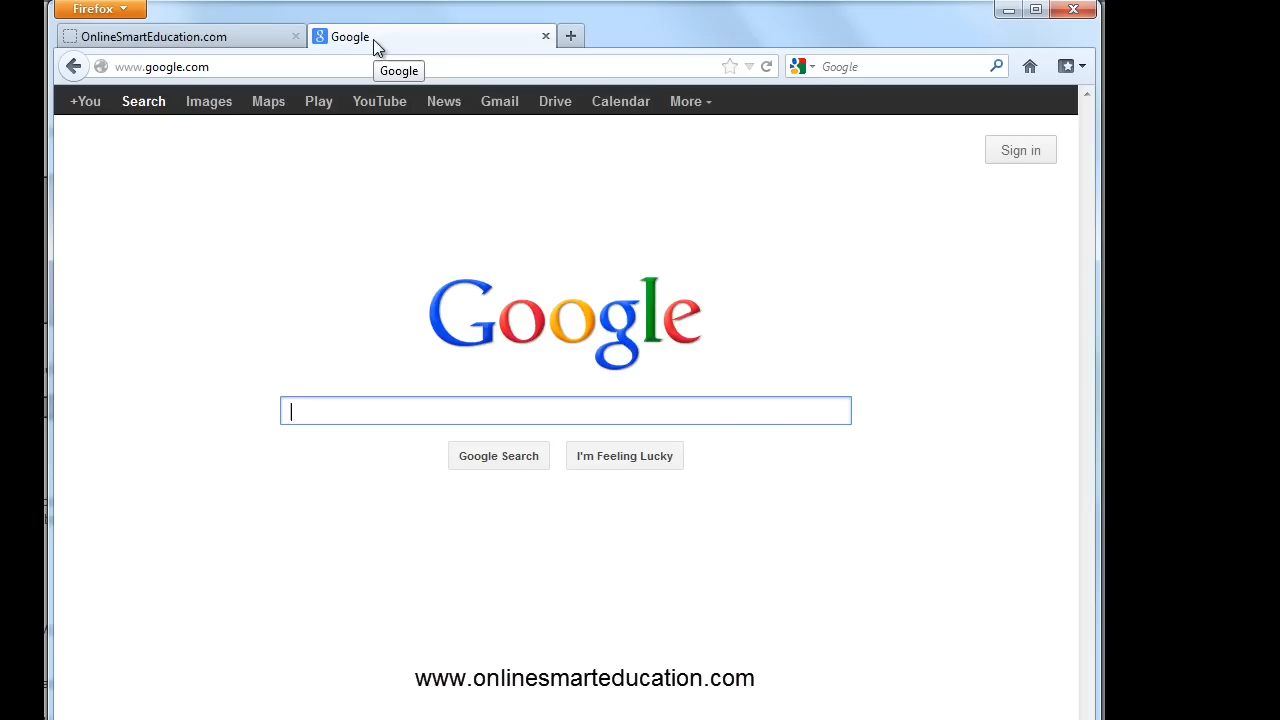 Firefox
OnlineSmartEducation.com
Google
www.google.com
Google
Google
+You Search Images Maps Play YouTube News Gmail Drive Calendar More
Sign in
Google
Google Search
I'm Feeling Lucky
www.onlinesmarteducation.com